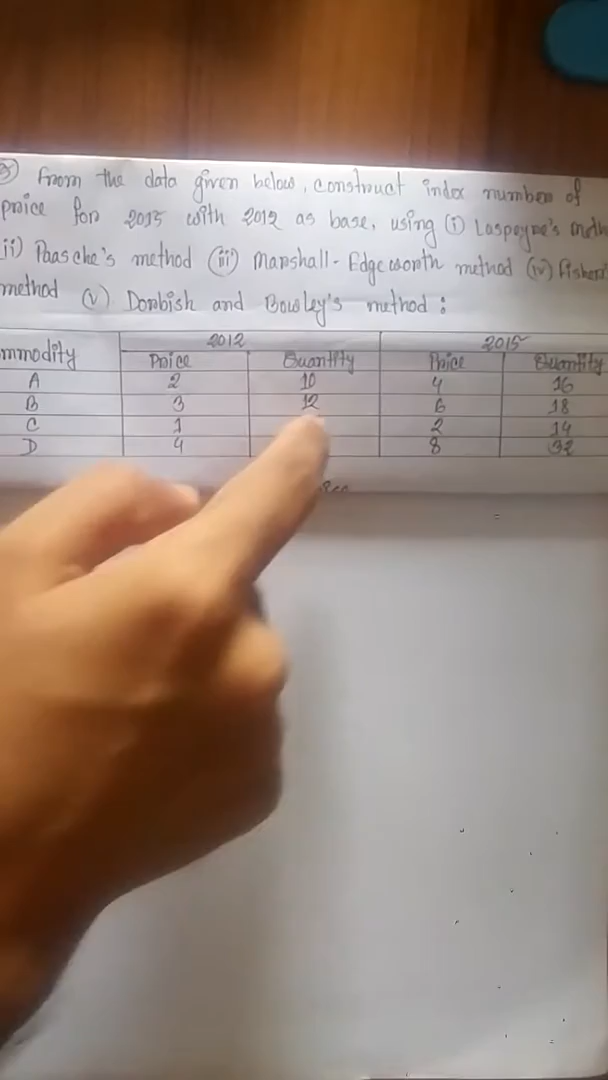 From the data given below, construct index number of
price for 2015 with 2012 as base, using (i) Laspeyre's
ii) Paasche's method (iii) Marshall-Edgeworth method (iv) Fisher
method (v) Dorbish and Bowley's method:
2012 2015
mmodity Price Quantity Price Quantity
A 2 10 4 16
B 3 12 6 18
C 1 2 14
D 4 8 32